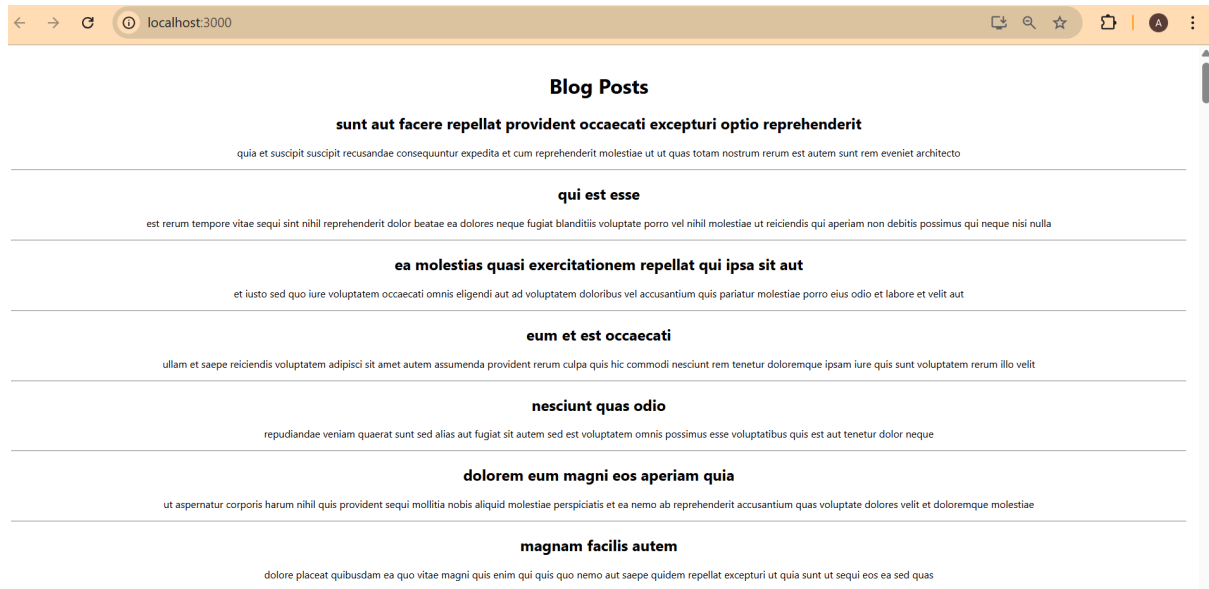 localhost:3000
A
Blog Posts
sunt aut facere repellat provident occaecati excepturi optio reprehenderit
quia et suscipit suscipit recusandae consequuntur expedita et cum reprehenderit molestiae ut ut quas totam nostrum rerum est autem sunt rem eveniet architecto
qui est esse
est rerum tempore vitae sequi sint nihil reprehenderit dolor beatae ea dolores neque fugiat blanditiis voluptate porro vel nihil molestiae ut reiciendis qui aperiam non debitis possimus qui neque nisi nulla
ea molestias quasi exercitationem repellat qui ipsa sit aut
et iusto sed quo iure voluptatem occaecati omnis eligendi aut ad voluptatem doloribus vel accusantium quis pariatur molestiae porro eius odio et labore et velit aut
eum et est occaecati
ullam et saepe reiciendis voluptatem adipisci sit amet autem assumenda provident rerum culpa quis hic commodi nesciunt rem tenetur doloremque ipsam iure quis sunt voluptatem rerum illo velit
nesciunt quas odio
repudiandae veniam quaerat sunt sed alias aut fugiat sit autem sed est voluptatem omnis possimus esse voluptatibus quis est aut tenetur dolor neque
dolorem eum magni eos aperiam quia
ut aspernatur corporis harum nihil quis provident sequi mollitia nobis aliquid molestiae perspiciatis et ea nemo ab reprehenderit accusantium quas voluptate dolores velit et doloremque molestiae
magnam facilis autem
dolore placeat quibusdam ea quo vitae magni quis enim qui quis quo nemo aut saepe quidem repellat excepturi ut quia sunt ut sequi eos ea sed quas